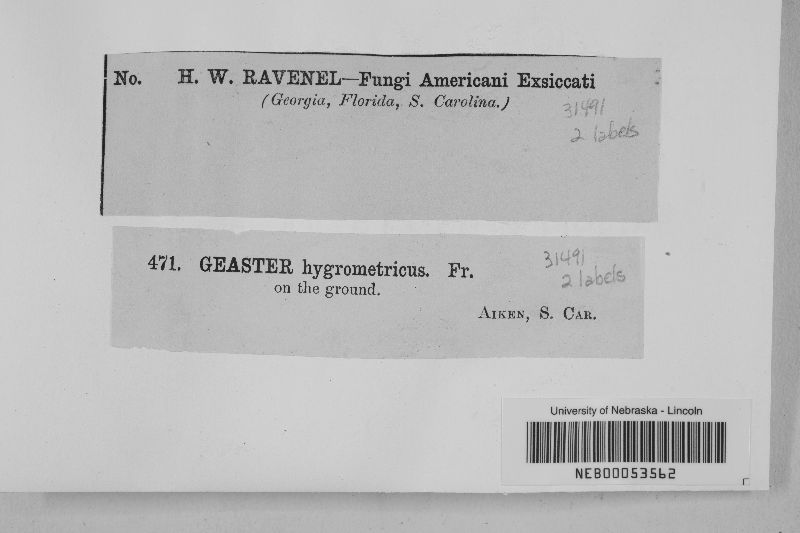 No. H. W. RAVENEL—Fungi Americani Exsiccati
(Georgia, Florida, S. Carolina.)
31491
2 labels
471. GEASTER hygrometricus. Fr.
on the ground.
AIKEN, S. CAR.
31491
2 labels
University of Nebraska - Lincoln
NEB00053562